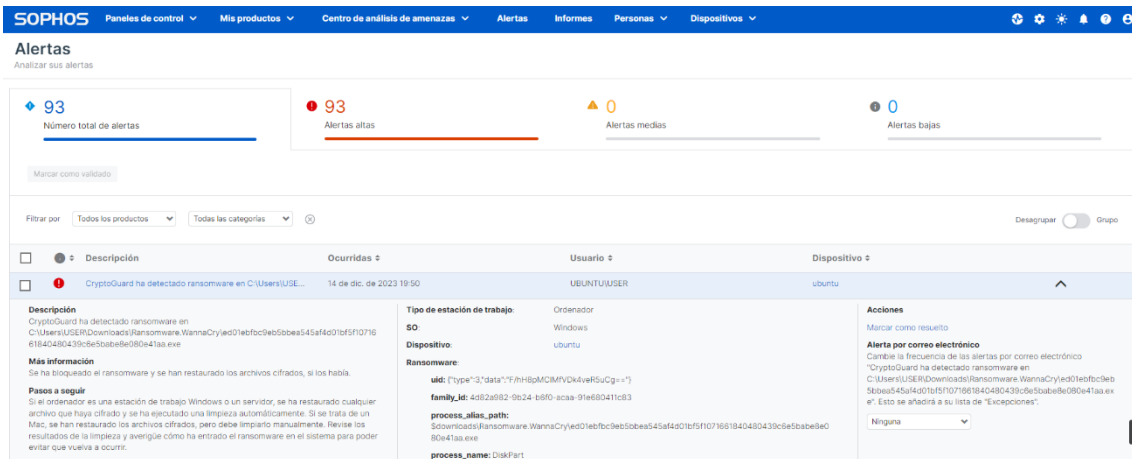 SOPHOS Paneles de control Mis productos Centro de análisis de amenazas Alertas Informes Personas Dispositivos
Alertas
Analizar sus alertas
93 93 0 0
Número total de alertas Alertas altas Alertas medias Alertas bajas
Marcar como validado
Filtrar por Todos los productos Todas las categorías Desagrupar Grupo
Descripción Ocurridas Usuario Dispositivo
CryptoGuard ha detectado ransomware en C:\Users\USE... 14 de dic. de 2023 19:50 UBUNTU\USER ubuntu
Descripción
CryptoGuard ha detectado ransomware en
C:\Users\USER\Downloads\Ransomware.WannaCry\ed01ebfbc9eb5bbea545af4d01bf5f10716
61840480439c6e5babe8e080e41aa.exe
Más información
Se ha bloqueado el ransomware y se han restaurado los archivos cifrados, si los había.
Pasos a seguir
Si el ordenador es una estación de trabajo Windows o un servidor, se ha restaurado cualquier
archivo que haya cifrado y se ha ejecutado una limpieza automáticamente. Si se trata de un
Mac, se han restaurado los archivos cifrados, pero debe limpiarlo manualmente. Revise los
resultados de la limpieza y averigüe cómo ha entrado el ransomware en el sistema para poder
evitar que vuelva a ocurrir.
Tipo de estación de trabajo: Ordenador
SO: Windows
Dispositivo: ubuntu
Ransomware:
uid: {"type":3,"data":"F/hH8pMCIMfVDk4veR5uCg=="}
family_id: 4d82a982-9b24-b6f0-acaa-91e680411c83
process_alias_path:
$downloads\Ransomware.WannaCry\ed01ebfbc9eb5bbea545af4d01bf5f1071661840480439c6e5babe8e0
80e41aa.exe
process_name: DiskPart
Acciones
Marcar como resuelto
Alerta por correo electrónico
Cambie la frecuencia de las alertas por correo electrónico
"CryptoGuard ha detectado ransomware en
C:\Users\USER\Downloads\Ransomware.WannaCry\ed01ebfbc9eb
5bbea545af4d01bf5f1071661840480439c6e5babe8e080e41aa.ex
e". Esto se añadirá a su lista de "Excepciones".
Ninguna